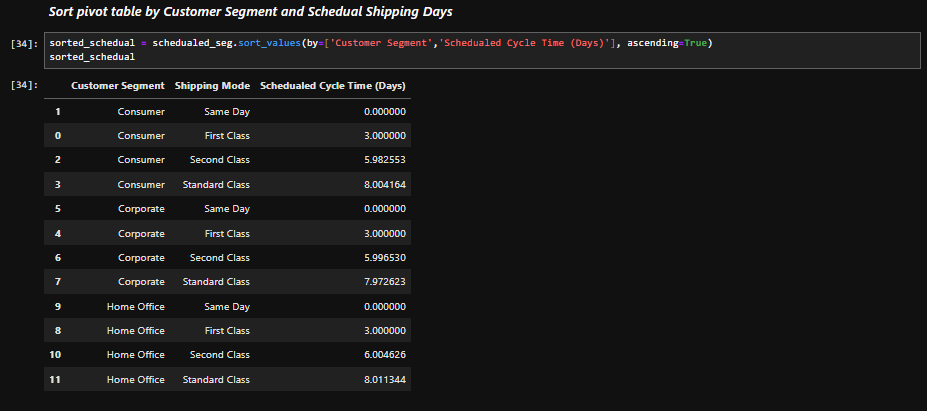 Sort pivot table by Customer Segment and Schedual Shipping Days
[34]: sorted_schedual = schedualed_seg.sort_values(by=['Customer Segment','Schedualed Cycle Time (Days)'], ascending=True)
sorted_schedual
[34]: Customer Segment Shipping Mode Schedualed Cycle Time (Days)
1 Consumer Same Day 0.000000
0 Consumer First Class 3.000000
2 Consumer Second Class 5.982553
3 Consumer Standard Class 8.004164
5 Corporate Same Day 0.000000
4 Corporate First Class 3.000000
6 Corporate Second Class 5.996530
7 Corporate Standard Class 7.972623
9 Home Office Same Day 0.000000
8 Home Office First Class 3.000000
10 Home Office Second Class 6.004626
11 Home Office Standard Class 8.011344